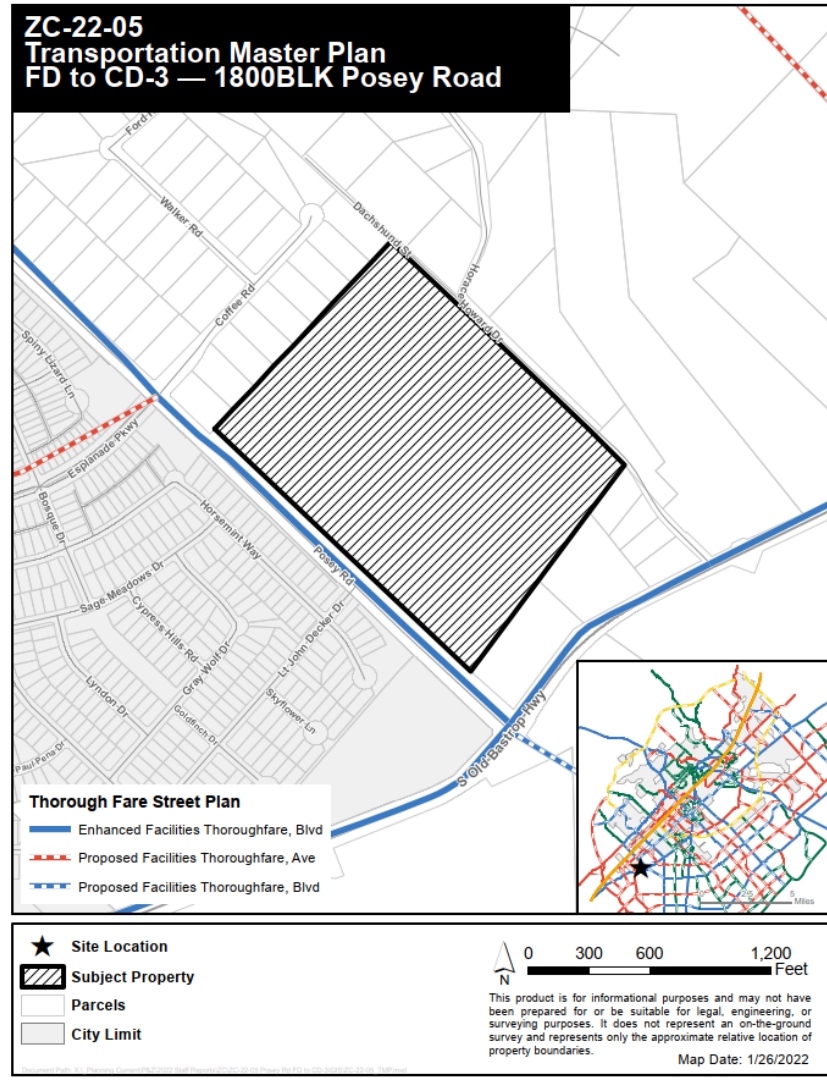 ZC-22-05
Transportation Master Plan
FD to CD-3 — 1800BLK Posey Road
Walker Rd
Dachshund St
Coffee Rd
Horace Howard Dr
Spiny Lizard Ln
Esplanade Pkwy
Bosque Dr
Horsemint Way
Posey Rd
Sage Meadows Dr
Cypress Hills Rd
Gray Wolf Dr
Lt John Decker Dr
Lyndon Dr
Goldfinch Dr
Skyflower Ln
Paul Pena Dr
S Old Bastrop Hwy
Thorough Fare Street Plan
Enhanced Facilities Thoroughfare, Blvd
Proposed Facilities Thoroughfare, Ave
Proposed Facilities Thoroughfare, Blvd
0 2.5 5
Miles
Site Location
Subject Property
Parcels
City Limit
N
0 300 600 1,200
Feet
This product is for informational purposes and may not have
been prepared for or be suitable for legal, engineering, or
surveying purposes. It does not represent an on-the-ground
survey and represents only the approximate relative location of
property boundaries.
Map Date: 1/26/2022